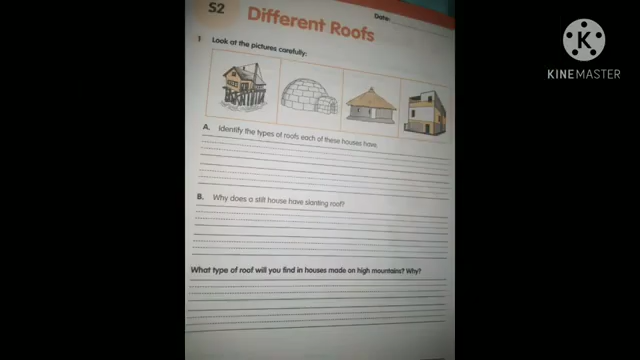 S2
Different Roofs
Date:
1 Look at the pictures carefully:
A. Identify the types of roofs each of these houses have.
B. Why does a stilt house have slanting roof?
What type of roof will you find in houses made on high mountains? Why?
K
KINEMASTER